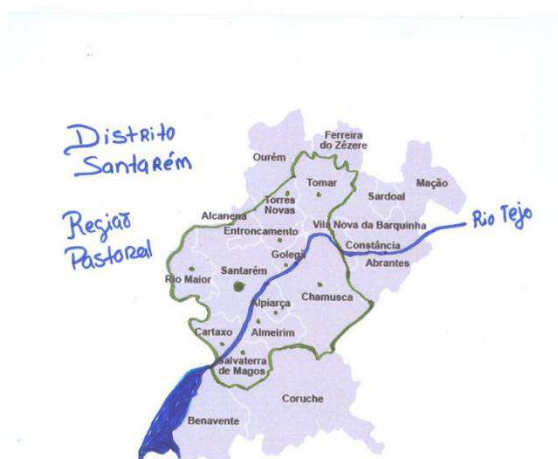 Distrito
Santarém
Região
Pastoral
Ferreira
do Zêzere
Ourém
Tomar
Mação
Sardoal
Torres
Novas
Alcanena
Vila Nova da Barquinha
Rio Tejo
Entroncamento
Constância
Golegã
Abrantes
Rio Maior
Santarém
Chamusca
Alpiarça
Cartaxo
Almeirim
Salvaterra
de Magos
Coruche
Benavente